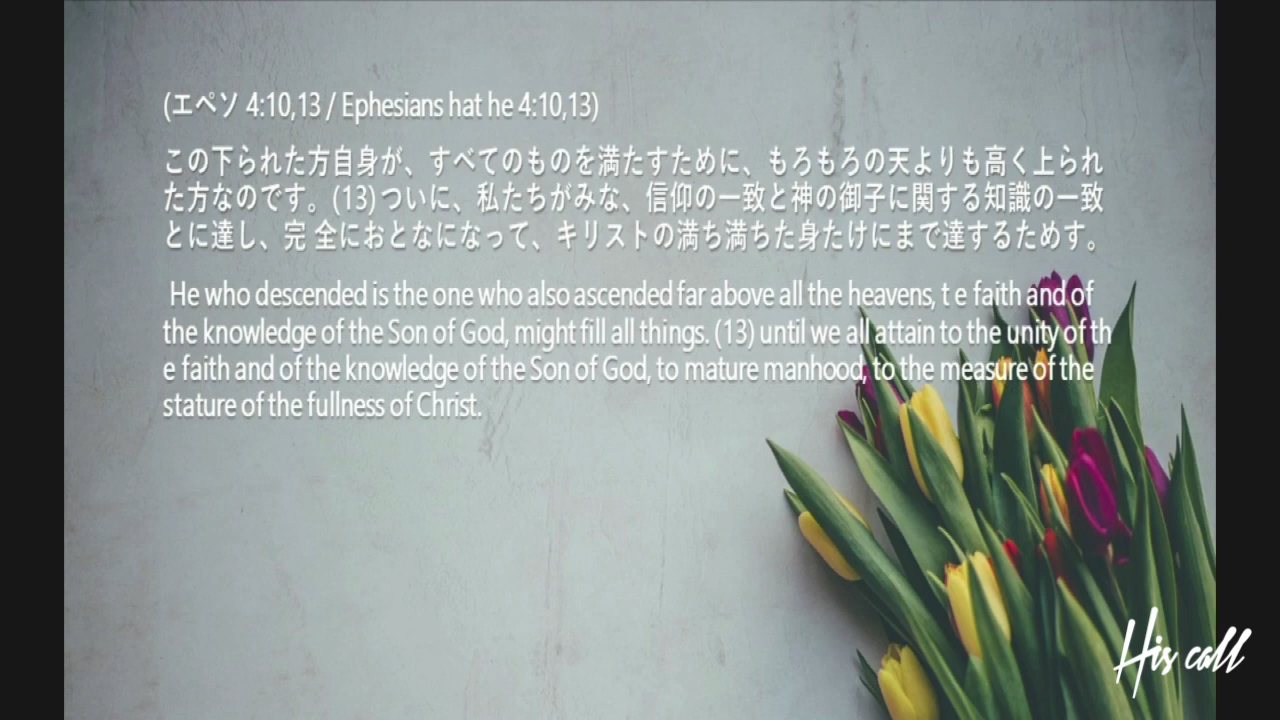 (エペソ 4:10,13 / Ephesians hat he 4:10,13)
この下られた方自身が、すべてのものを満たすために、もろもろの天よりも高く上られ
た方なのです。(13) ついに、私たちがみな、信仰の一致と神の御子に関する知識の一致
とに達し、完 全におとなになって、キリストの満ち満ちた身たけにまで達するためす。
He who descended is the one who also ascended far above all the heavens, t e faith and of
the knowledge of the Son of God, might fill all things. (13) until we all attain to the unity of th
e faith and of the knowledge of the Son of God, to mature manhood, to the measure of the
stature of the fullness of Christ.
His call